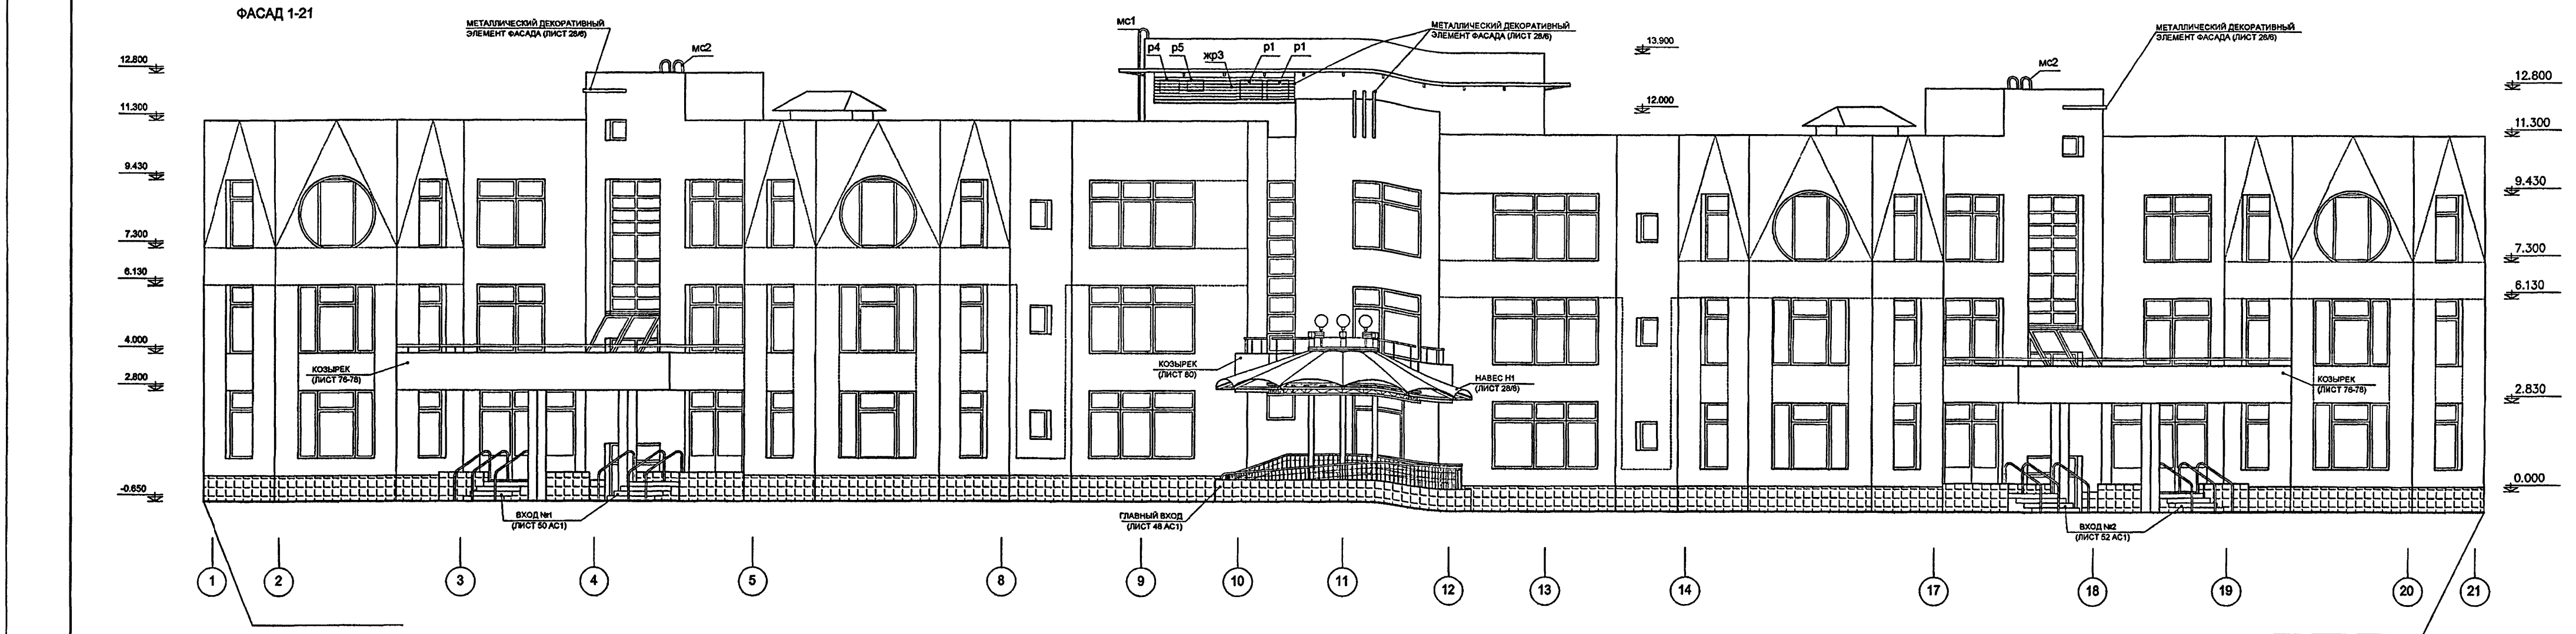 ФАСАД 1-21
МЕТАЛЛИЧЕСКИЙ ДЕКОРАТИВНЫЙ
ЭЛЕМЕНТ ФАСАДА (ЛИСТ 28/6)
мс2
мс1
р4 р5 жр3 р1 р1
МЕТАЛЛИЧЕСКИЙ ДЕКОРАТИВНЫЙ
ЭЛЕМЕНТ ФАСАДА (ЛИСТ 28/6)
13.900
12.000
МЕТАЛЛИЧЕСКИЙ ДЕКОРАТИВНЫЙ
ЭЛЕМЕНТ ФАСАДА (ЛИСТ 28/6)
мс2
12.800
11.300
9.430
7.300
6.130
4.000
2.800
-0.650
12.800
11.300
9.430
7.300
6.130
2.830
0.000
КОЗЫРЕК
(ЛИСТ 76-78)
КОЗЫРЕК
(ЛИСТ 80)
НАВЕС Н1
(ЛИСТ 28/8)
КОЗЫРЕК
(ЛИСТ 76-78)
ВХОД №1
(ЛИСТ 50 АС1)
ГЛАВНЫЙ ВХОД
(ЛИСТ 48 АС1)
ВХОД №2
(ЛИСТ 52 АС1)
1 2 3 4 5 8 9 10 11 12 13 14 17 18 19 20 21